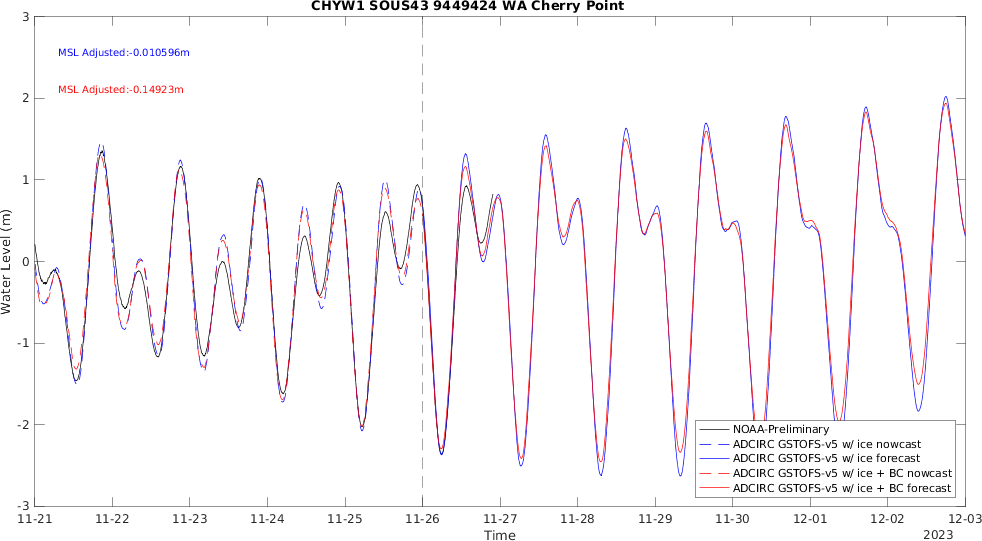 CHYW1 SOUS43 9449424 WA Cherry Point
MSL Adjusted:-0.010596m
MSL Adjusted:-0.14923m
Water Level (m)
3
2
1
0
-1
-2
-3
NOAA-Preliminary
ADCIRC GSTOFS-v5 w/ ice nowcast
ADCIRC GSTOFS-v5 w/ ice forecast
ADCIRC GSTOFS-v5 w/ ice + BC nowcast
ADCIRC GSTOFS-v5 w/ ice + BC forecast
11-21 11-22 11-23 11-24 11-25 11-26 11-27 11-28 11-29 11-30 12-01 12-02 12-03
Time
2023